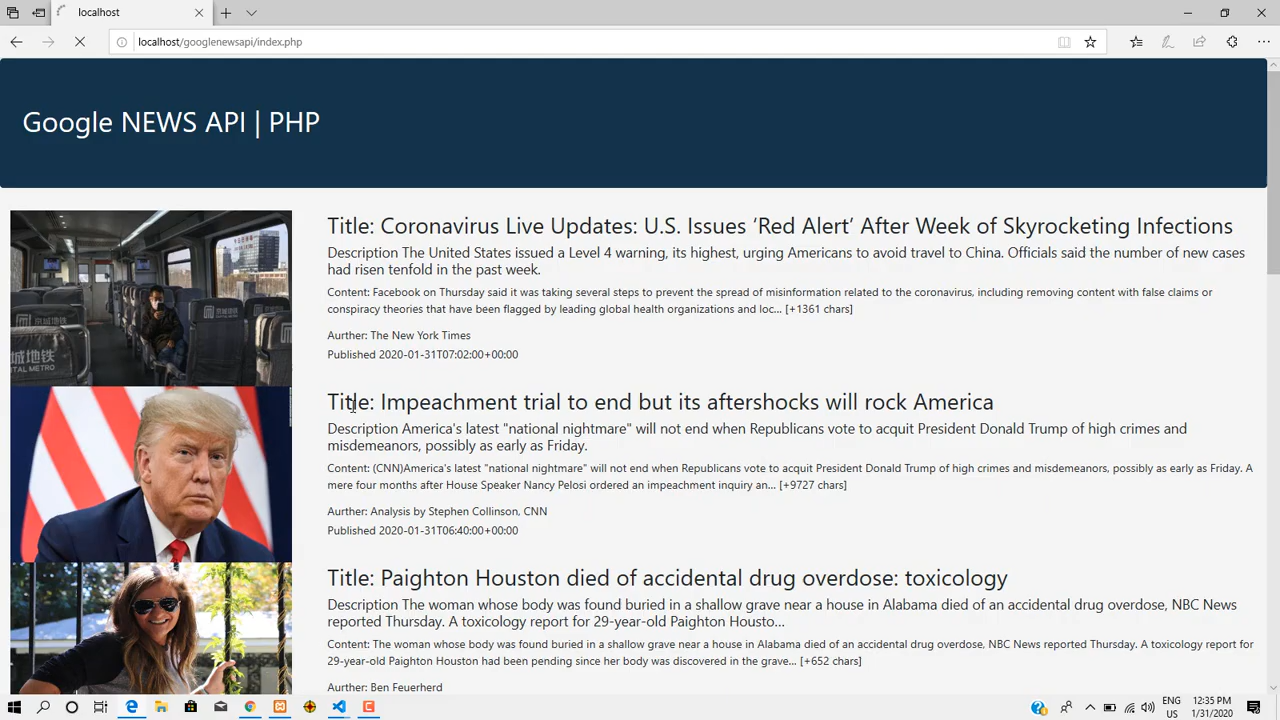 localhost
localhost/googlenewsapi/index.php
Google NEWS API | PHP
Title: Coronavirus Live Updates: U.S. Issues ‘Red Alert’ After Week of Skyrocketing Infections
Description The United States issued a Level 4 warning, its highest, urging Americans to avoid travel to China. Officials said the number of new cases
had risen tenfold in the past week.
Content: Facebook on Thursday said it was taking several steps to prevent the spread of misinformation related to the coronavirus, including removing content with false claims or
conspiracy theories that have been flagged by leading global health organizations and loc... [+1361 chars]
Aurther: The New York Times
Published 2020-01-31T07:02:00+00:00
Title: Impeachment trial to end but its aftershocks will rock America
Description America's latest "national nightmare" will not end when Republicans vote to acquit President Donald Trump of high crimes and
misdemeanors, possibly as early as Friday.
Content: (CNN)America's latest "national nightmare" will not end when Republicans vote to acquit President Donald Trump of high crimes and misdemeanors, possibly as early as Friday. A
mere four months after House Speaker Nancy Pelosi ordered an impeachment inquiry an... [+9727 chars]
Aurther: Analysis by Stephen Collinson, CNN
Published 2020-01-31T06:40:00+00:00
Title: Paighton Houston died of accidental drug overdose: toxicology
Description The woman whose body was found buried in a shallow grave near a house in Alabama died of an accidental drug overdose, NBC News
reported Thursday. A toxicology report for 29-year-old Paighton Housto...
Content: The woman whose body was found buried in a shallow grave near a house in Alabama died of an accidental drug overdose, NBC News reported Thursday. A toxicology report for
29-year-old Paighton Houston had been pending since her body was discovered in the grave... [+652 chars]
Aurther: Ben Feuerherd
ENG
US
12:35 PM
1/31/2020